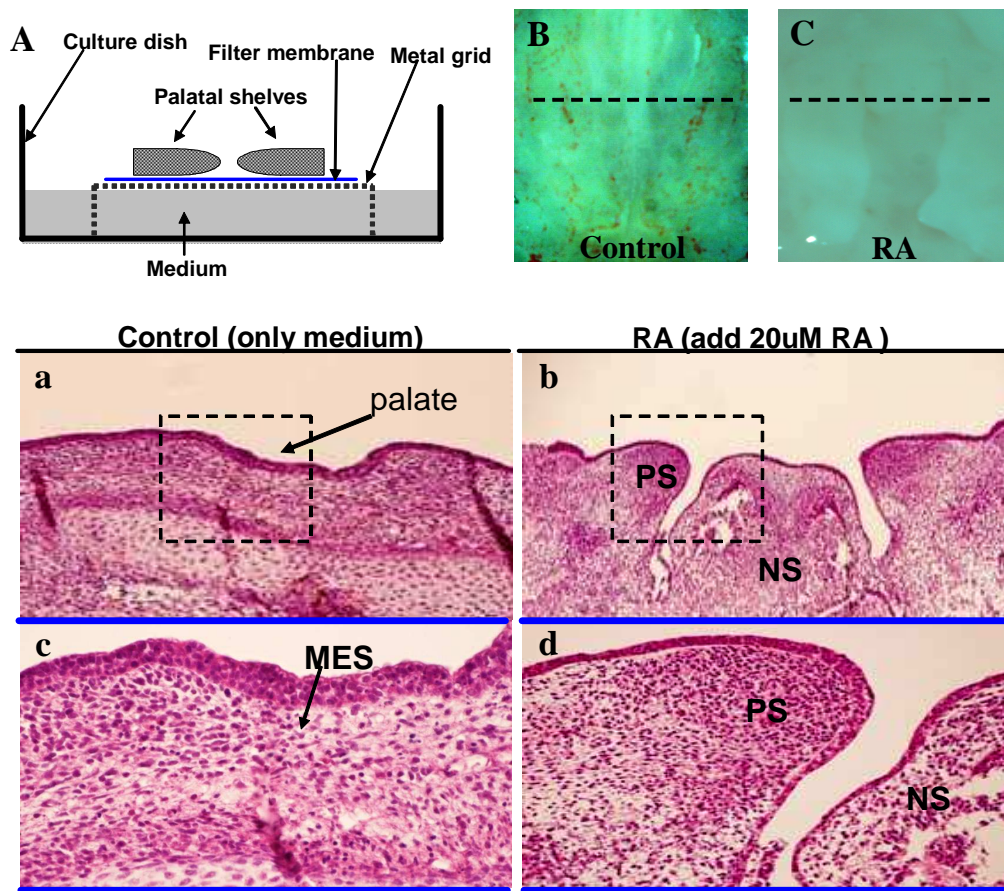 A
Culture dish
Filter membrane
Metal grid
Palatal shelves
Medium
B
Control
C
RA
Control (only medium)
RA (add 20uM RA )
a
palate
b
PS
NS
c
MES
d
PS
NS